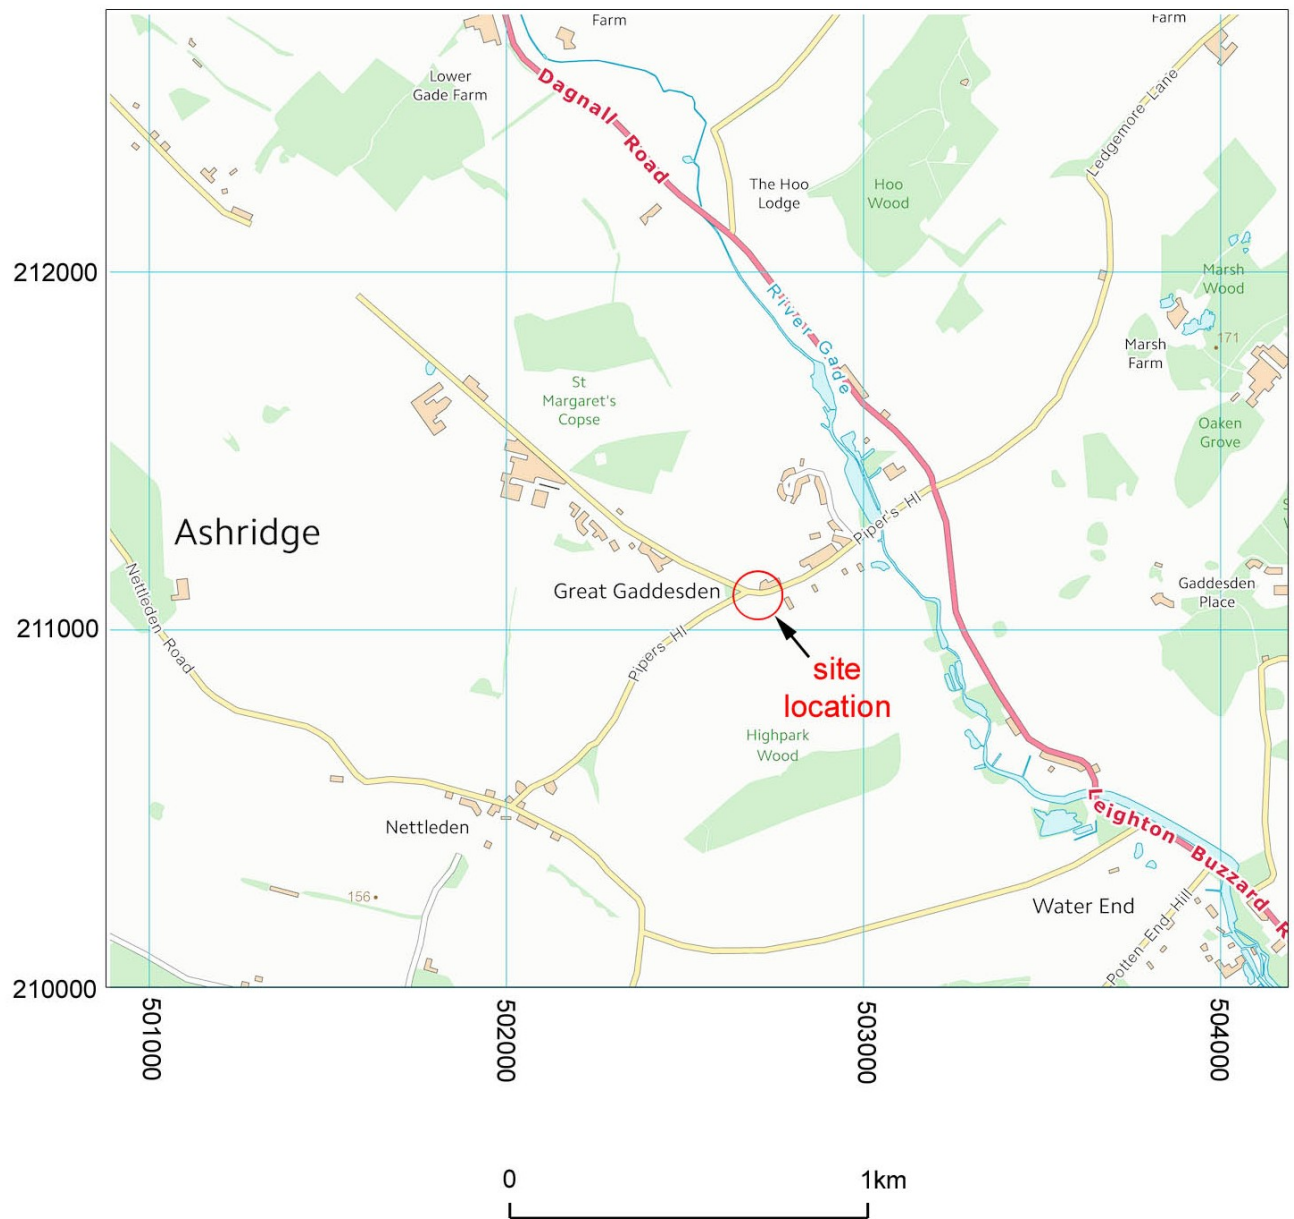 Farm
Farm
Lower
Gade Farm
Dagnall Road
Ledgemore Lane
The Hoo
Lodge
Hoo
Wood
212000
Marsh
Wood
River Gade
171
Marsh
Farm
St
Margaret's
Copse
Oaken
Grove
Piper's Hl
Ashridge
Nettleden Road
Great Gaddesden
Gaddesden
Place
211000
Pipers Hl
site
location
Highpark
Wood
Nettleden
Leighton Buzzard R
156
Water End
Potten End Hill
210000
501000
502000
503000
504000
0
1km